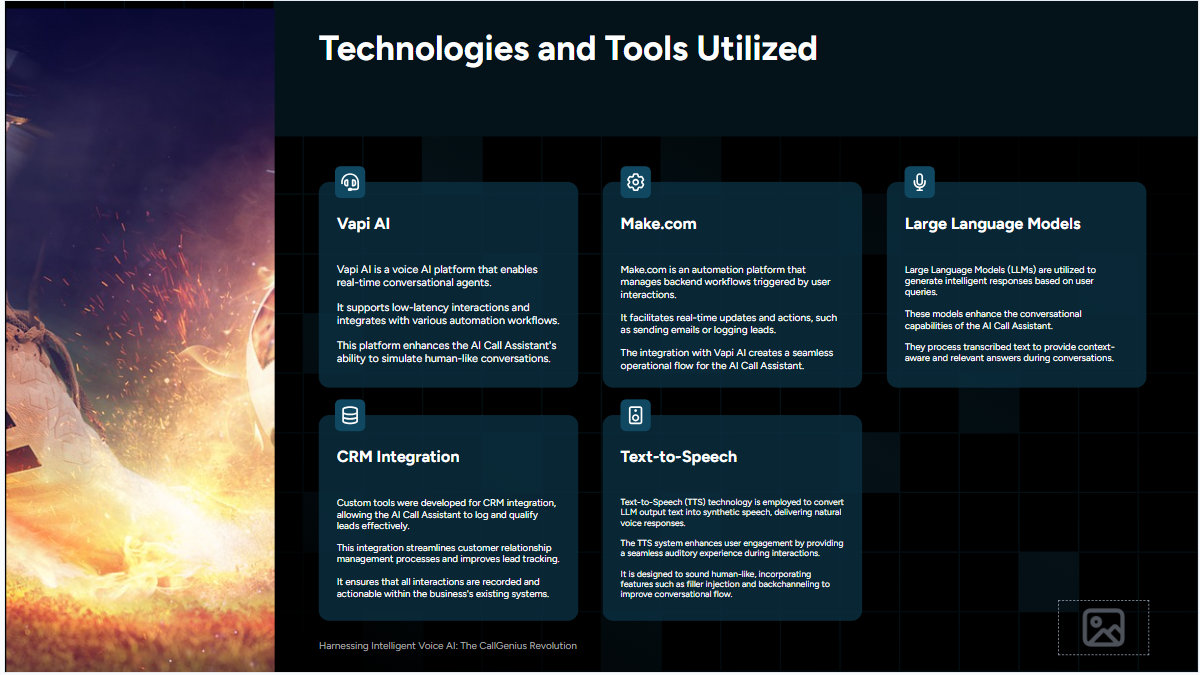 Technologies and Tools Utilized
Vapi AI
Vapi AI is a voice AI platform that enables
real-time conversational agents.
It supports low-latency interactions and
integrates with various automation workflows.
This platform enhances the AI Call Assistant's
ability to simulate human-like conversations.
Make.com
Make.com is an automation platform that
manages backend workflows triggered by user
interactions.
It facilitates real-time updates and actions, such
as sending emails or logging leads.
The integration with Vapi AI creates a seamless
operational flow for the AI Call Assistant.
Large Language Models
Large Language Models (LLMs) are utilized to
generate intelligent responses based on user
queries.
These models enhance the conversational
capabilities of the AI Call Assistant.
They process transcribed text to provide context-
aware and relevant answers during conversations.
CRM Integration
Custom tools were developed for CRM integration,
allowing the AI Call Assistant to log and qualify
leads effectively.
This integration streamlines customer relationship
management processes and improves lead tracking.
It ensures that all interactions are recorded and
actionable within the business's existing systems.
Text-to-Speech
Text-to-Speech (TTS) technology is employed to convert
LLM output text into synthetic speech, delivering natural
voice responses.
The TTS system enhances user engagement by providing
a seamless auditory experience during interactions.
It is designed to sound human-like, incorporating
features such as filler injection and backchanneling to
improve conversational flow.
Harnessing Intelligent Voice AI: The CallGenius Revolution